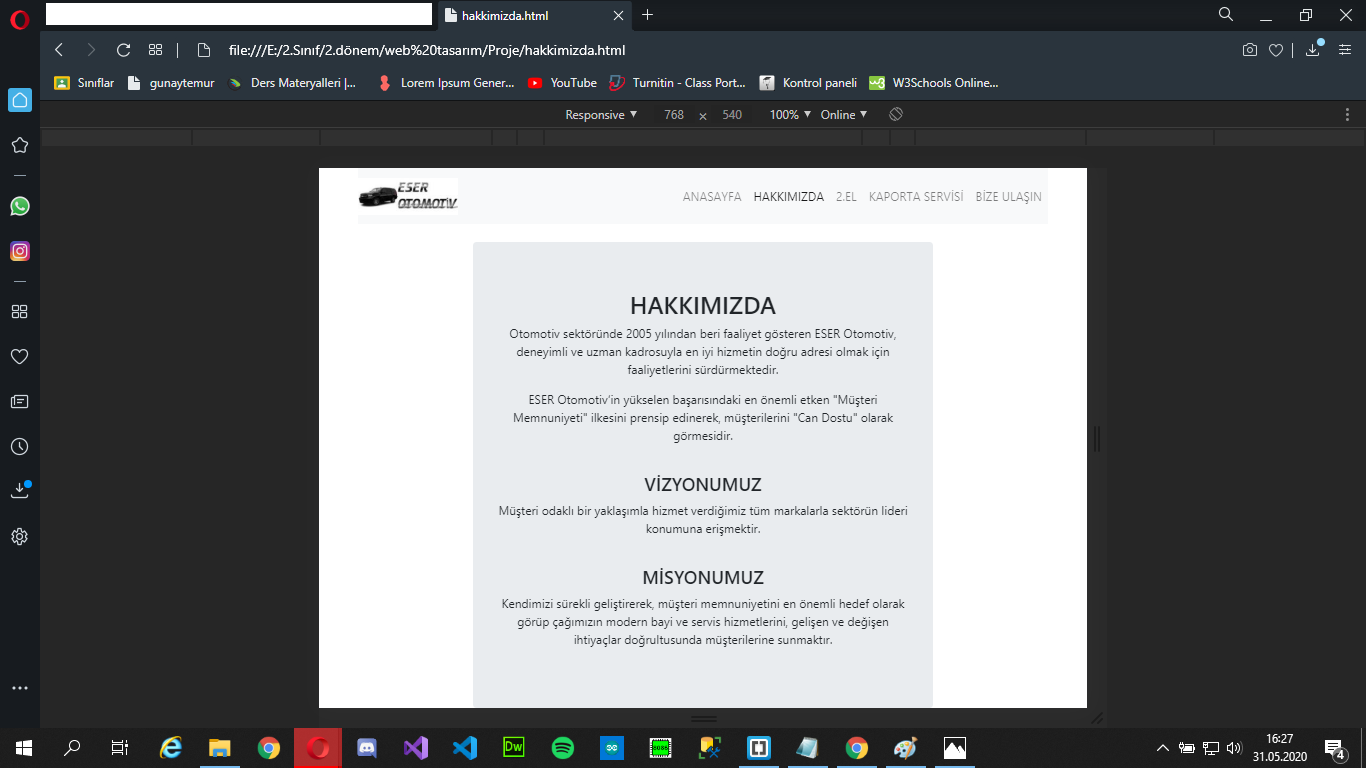 hakkimizda.html
file:///E:/2.Sınıf/2.dönem/web%20tasarım/Proje/hakkimizda.html
Sınıflar gunaytemur Ders Materyalleri |... Lorem Ipsum Gener... YouTube Turnitin - Class Port... Kontrol paneli W3Schools Online...
Responsive 768 × 540 100% Online
ESER
OTOMOTİV
ANASAYFA HAKKIMIZDA 2.EL KAPORTA SERVİSİ BİZE ULAŞIN
HAKKIMIZDA
Otomotiv sektöründe 2005 yılından beri faaliyet gösteren ESER Otomotiv,
deneyimli ve uzman kadrosuyla en iyi hizmetin doğru adresi olmak için
faaliyetlerini sürdürmektedir.
ESER Otomotiv'in yükselen başarısındaki en önemli etken "Müşteri
Memnuniyeti" ilkesini prensip edinerek, müşterilerini "Can Dostu" olarak
görmesidir.
VİZYONUMUZ
Müşteri odaklı bir yaklaşımla hizmet verdiğimiz tüm markalarla sektörün lideri
konumuna erişmektir.
MİSYONUMUZ
Kendimizi sürekli geliştirerek, müşteri memnuniyetini en önemli hedef olarak
görüp çağımızın modern bayi ve servis hizmetlerini, gelişen ve değişen
ihtiyaçlar doğrultusunda müşterilerine sunmaktır.
Dw
16:27
31.05.2020
4